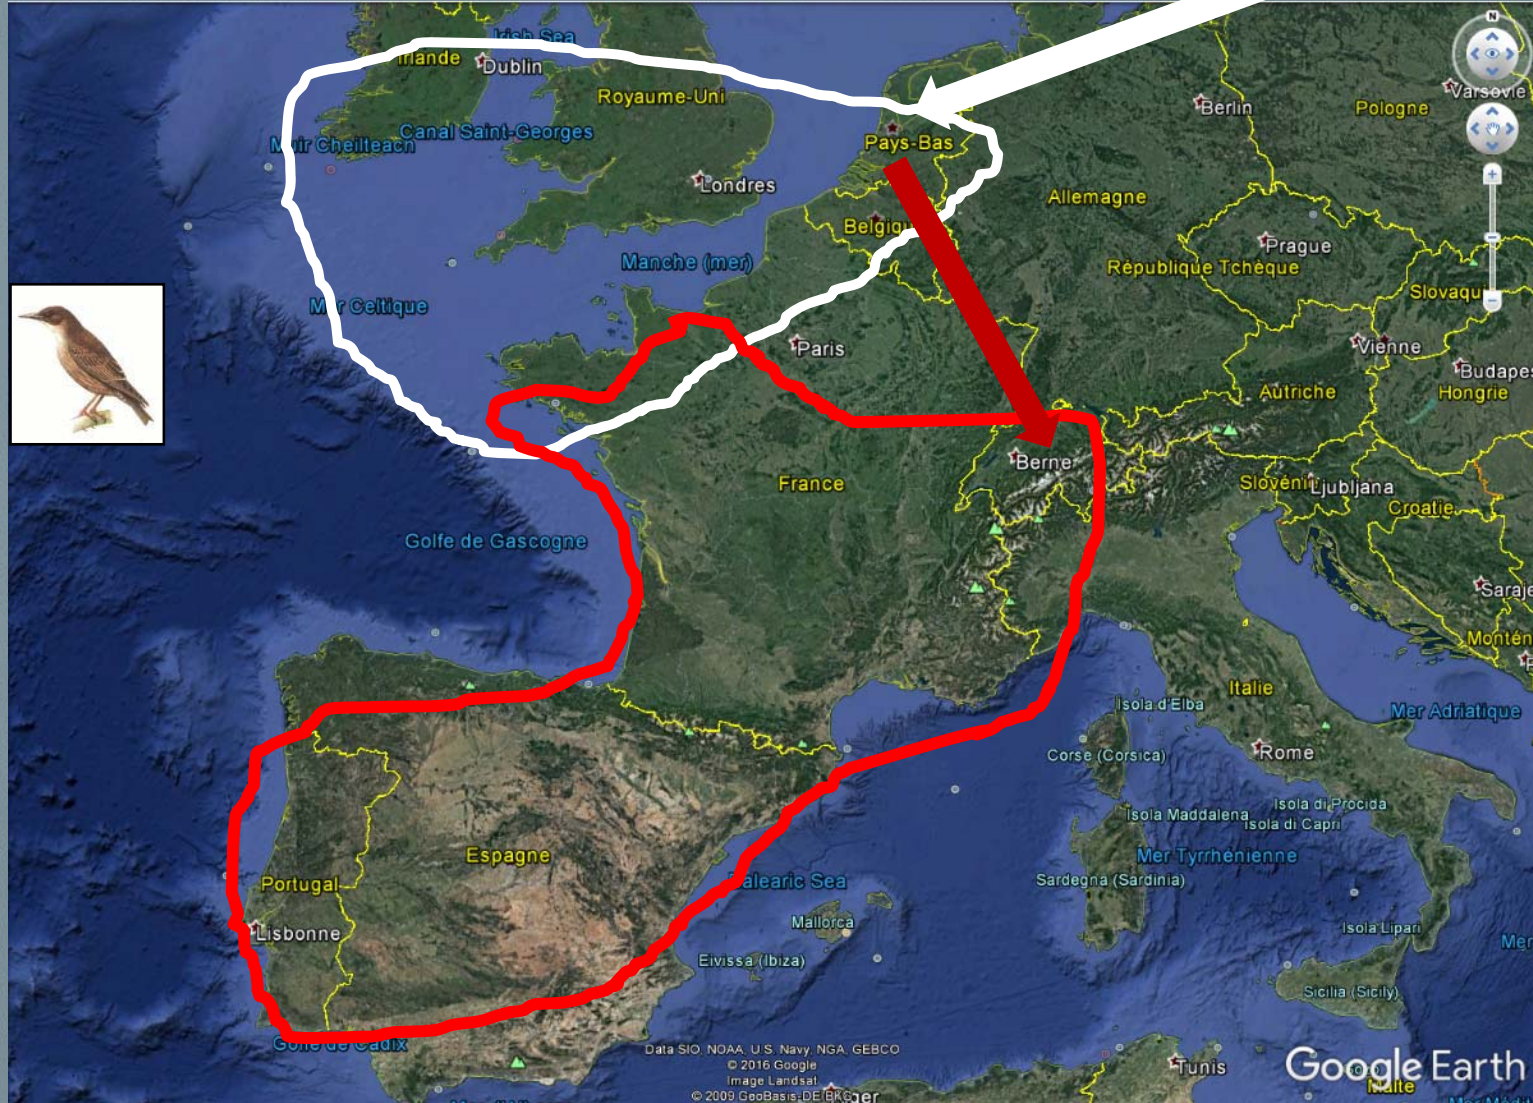 N
Irish Sea
Irlande
Dublin
Royaume-Uni
Muir Cheilteach
Canal Saint-Georges
Londres
Pays-Bas
Berlin
Varsovie
Pologne
Allemagne
Manche (mer)
Prague
République Tchèque
Mer Celtique
Paris
Vienne
Autriche
Hongrie
Berne
France
Ljubljana
Croatie
Golfe de Gascogne
Italie
Isola d'Elba
Mer Adriatique
Corse (Corsica)
Rome
Isola Maddalena
Isola di Procida
Isola di Capri
Espagne
Mer Tyrrhénienne
Portugal
Balearic Sea
Sardegna (Sardinia)
Lisbonne
Mallorca
Isola Lipari
Eivissa (Ibiza)
Sicilia (Sicily)
Golfe de Cadix
Data SIO, NOAA, U.S. Navy, NGA, GEBCO
© 2016 Google
Image Landsat
© 2009 GeoBasis-DE/BKG
Tunis
Google Earth
Malte